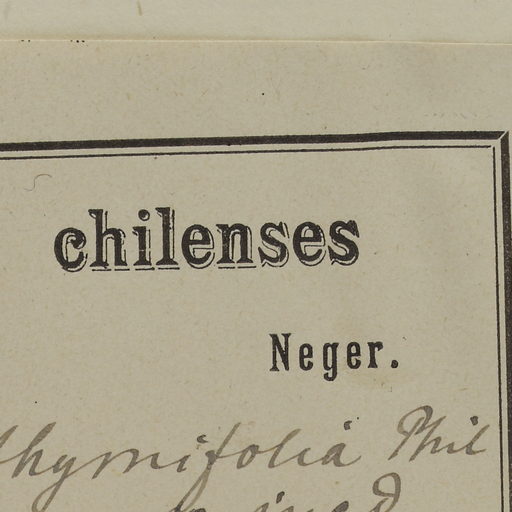 chilenses
Neger.
thymifolia Phil